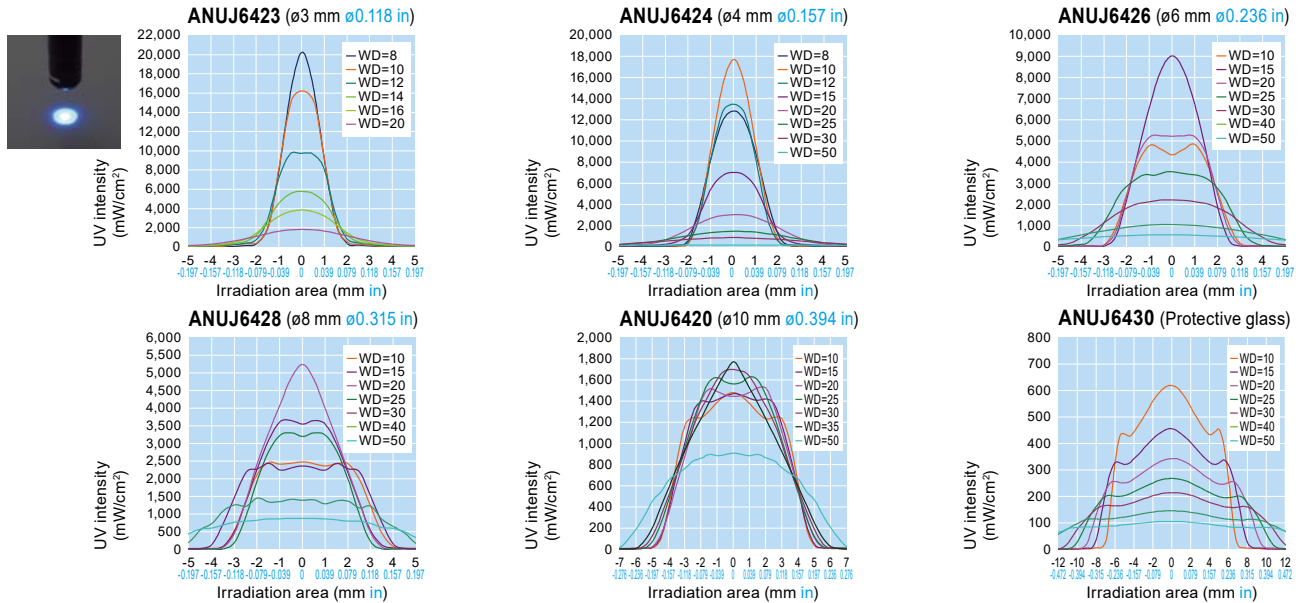 ANUJ6423 (ø3 mm ø0.118 in)
22,000
20,000
18,000
16,000
14,000
12,000
10,000
8,000
6,000
4,000
2,000
0
UV intensity
(mW/cm²)
WD=8
WD=10
WD=12
WD=14
WD=16
WD=20
-5 -4 -3 -2 -1 0 1 2 3 4 5
-0.197 -0.157 -0.118 -0.079 -0.039 0 0.039 0.079 0.118 0.157 0.197
Irradiation area (mm in)
ANUJ6424 (ø4 mm ø0.157 in)
20,000
18,000
16,000
14,000
12,000
10,000
8,000
6,000
4,000
2,000
0
UV intensity
(mW/cm²)
WD=8
WD=10
WD=12
WD=15
WD=20
WD=25
WD=30
WD=50
-5 -4 -3 -2 -1 0 1 2 3 4 5
-0.197 -0.157 -0.118 -0.079 -0.039 0 0.039 0.079 0.118 0.157 0.197
Irradiation area (mm in)
ANUJ6426 (ø6 mm ø0.236 in)
10,000
9,000
8,000
7,000
6,000
5,000
4,000
3,000
2,000
1,000
0
UV intensity
(mW/cm²)
WD=10
WD=15
WD=20
WD=25
WD=30
WD=40
WD=50
-5 -4 -3 -2 -1 0 1 2 3 4 5
-0.197 -0.157 -0.118 -0.079 -0.039 0 0.039 0.079 0.118 0.157 0.197
Irradiation area (mm in)
ANUJ6428 (ø8 mm ø0.315 in)
6,000
5,500
5,000
4,500
4,000
3,500
3,000
2,500
2,000
1,500
1,000
500
0
UV intensity
(mW/cm²)
WD=10
WD=15
WD=20
WD=25
WD=30
WD=40
WD=50
-5 -4 -3 -2 -1 0 1 2 3 4 5
-0.197 -0.157 -0.118 -0.079 -0.039 0 0.039 0.079 0.118 0.157 0.197
Irradiation area (mm in)
ANUJ6420 (ø10 mm ø0.394 in)
2,000
1,800
1,600
1,400
1,200
1,000
800
600
400
200
0
UV intensity
(mW/cm²)
WD=10
WD=15
WD=20
WD=25
WD=30
WD=35
WD=50
-7 -6 -5 -4 -3 -2 -1 0 1 2 3 4 5 6 7
-0.276 -0.236 -0.197 -0.157 -0.118 -0.079 -0.039 0 0.039 0.079 0.118 0.157 0.197 0.236 0.276
Irradiation area (mm in)
ANUJ6430 (Protective glass)
800
700
600
500
400
300
200
100
0
UV intensity
(mW/cm²)
WD=10
WD=15
WD=20
WD=25
WD=30
WD=40
WD=50
-12 -10 -8 -6 -4 -2 0 2 4 6 8 10 12
-0.472 -0.394 -0.315 -0.236 -0.157 -0.079 0 0.079 0.157 0.236 0.315 0.394 0.472
Irradiation area (mm in)